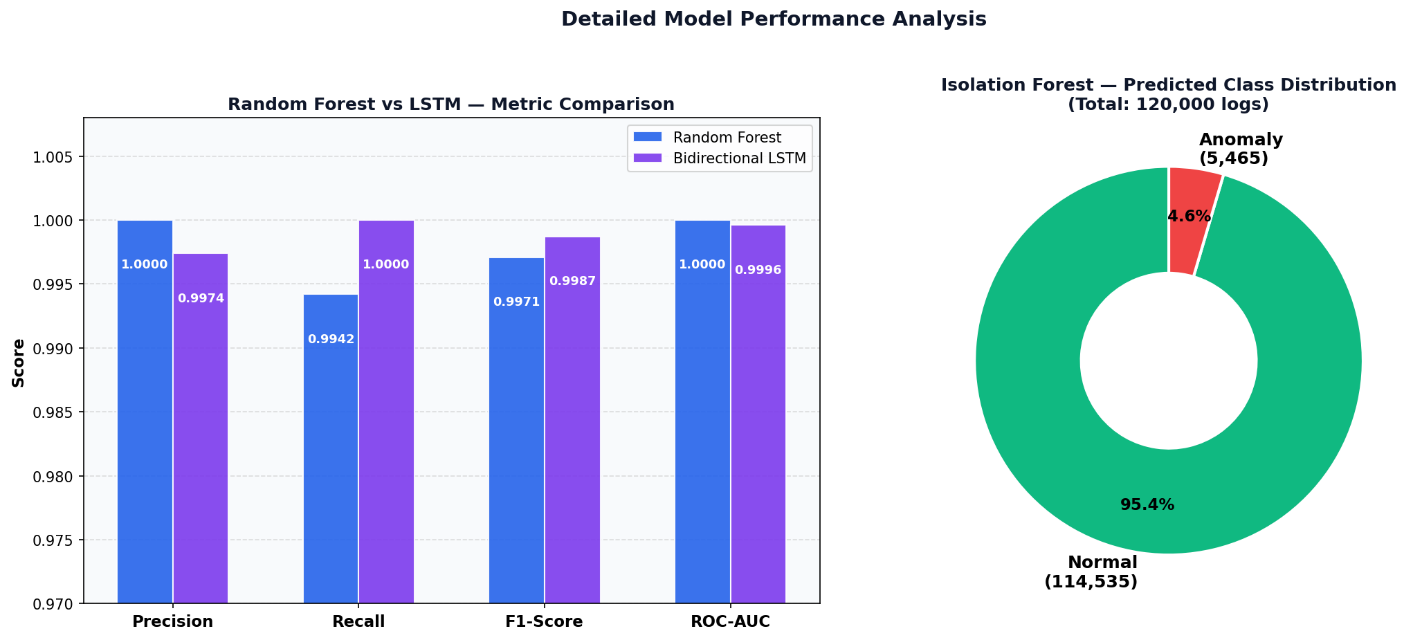 Detailed Model Performance Analysis
Random Forest vs LSTM — Metric Comparison
Random Forest
Bidirectional LSTM
Score
1.005
1.000
0.995
0.990
0.985
0.980
0.975
0.970
1.0000
0.9974
0.9942
1.0000
0.9971
0.9987
1.0000
0.9996
Precision
Recall
F1-Score
ROC-AUC
Isolation Forest — Predicted Class Distribution
(Total: 120,000 logs)
Anomaly
(5,465)
4.6%
95.4%
Normal
(114,535)